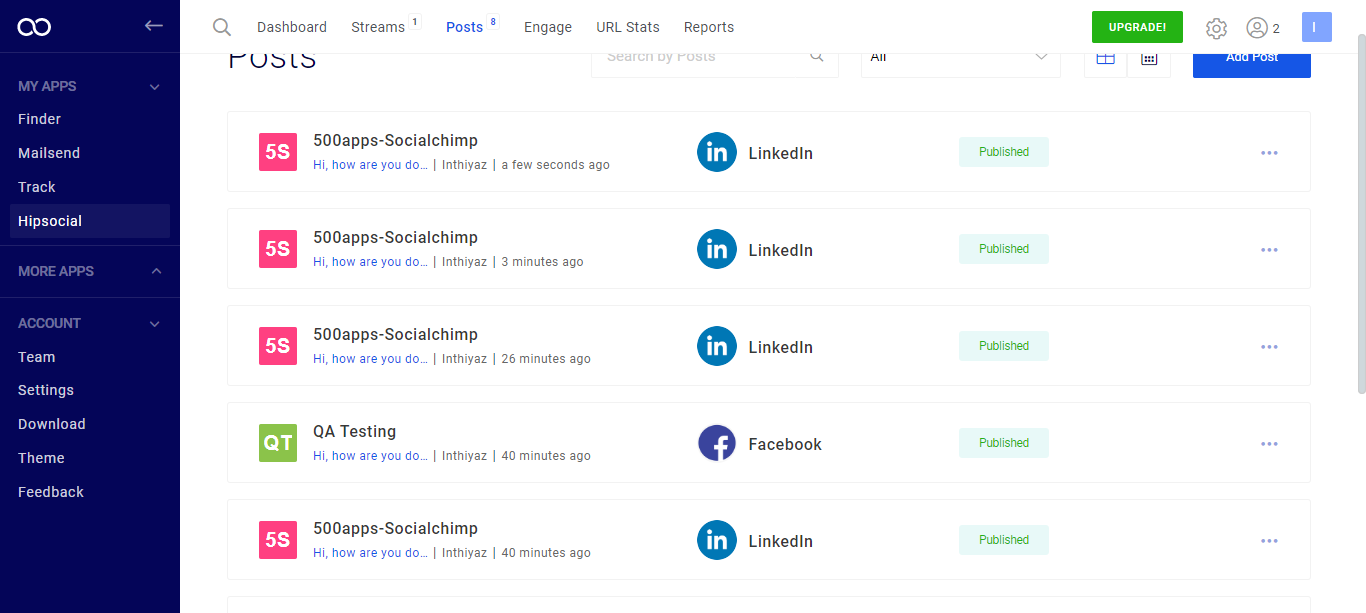 Dashboard
Streams 1
Posts 8
Engage
URL Stats
Reports
UPGRADE!
2
I
MY APPS
Finder
Mailsend
Track
Hipsocial
MORE APPS
ACCOUNT
Team
Settings
Download
Theme
Feedback
Posts
Search by Posts
All
Add Post
5S
500apps-Socialchimp
Hi, how are you do... | Inthiyaz | a few seconds ago
LinkedIn
Published
5S
500apps-Socialchimp
Hi, how are you do... | Inthiyaz | 3 minutes ago
LinkedIn
Published
5S
500apps-Socialchimp
Hi, how are you do... | Inthiyaz | 26 minutes ago
LinkedIn
Published
QT
QA Testing
Hi, how are you do... | Inthiyaz | 40 minutes ago
Facebook
Published
5S
500apps-Socialchimp
Hi, how are you do... | Inthiyaz | 40 minutes ago
LinkedIn
Published